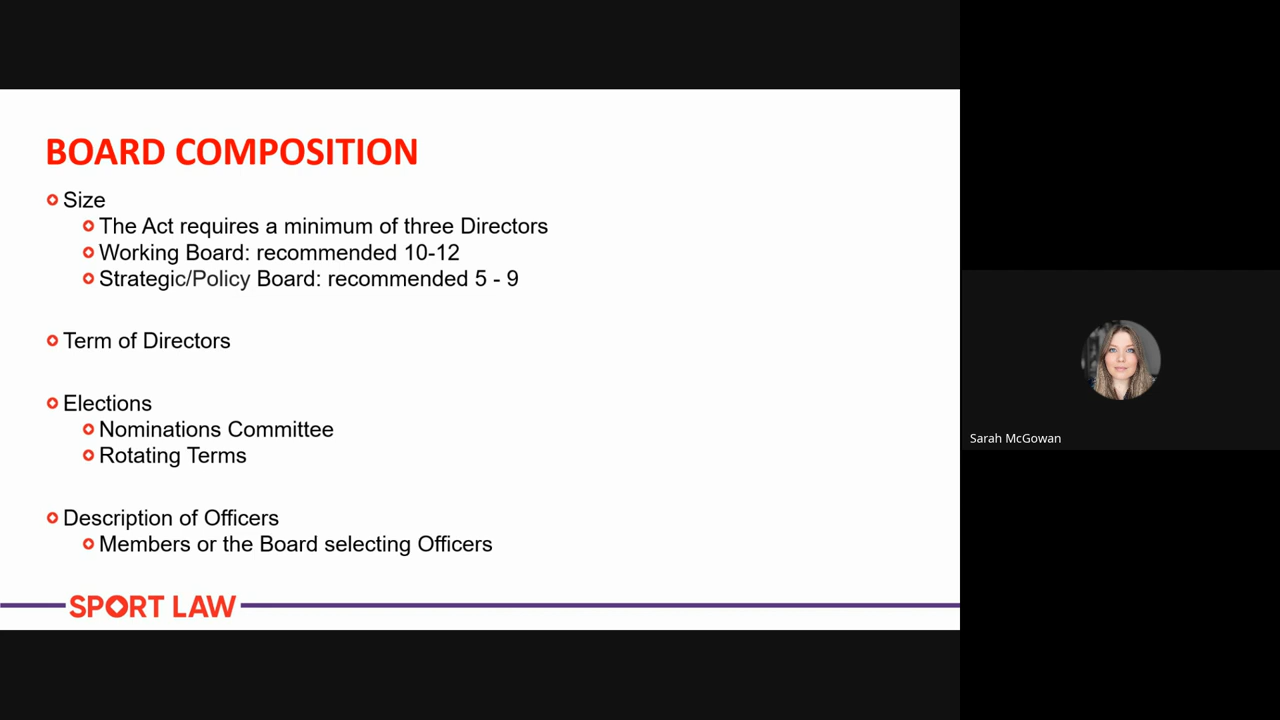 BOARD COMPOSITION
Size
The Act requires a minimum of three Directors
Working Board: recommended 10-12
Strategic/Policy Board: recommended 5 - 9
Term of Directors
Elections
Nominations Committee
Rotating Terms
Description of Officers
Members or the Board selecting Officers
SPORT LAW
Sarah McGowan